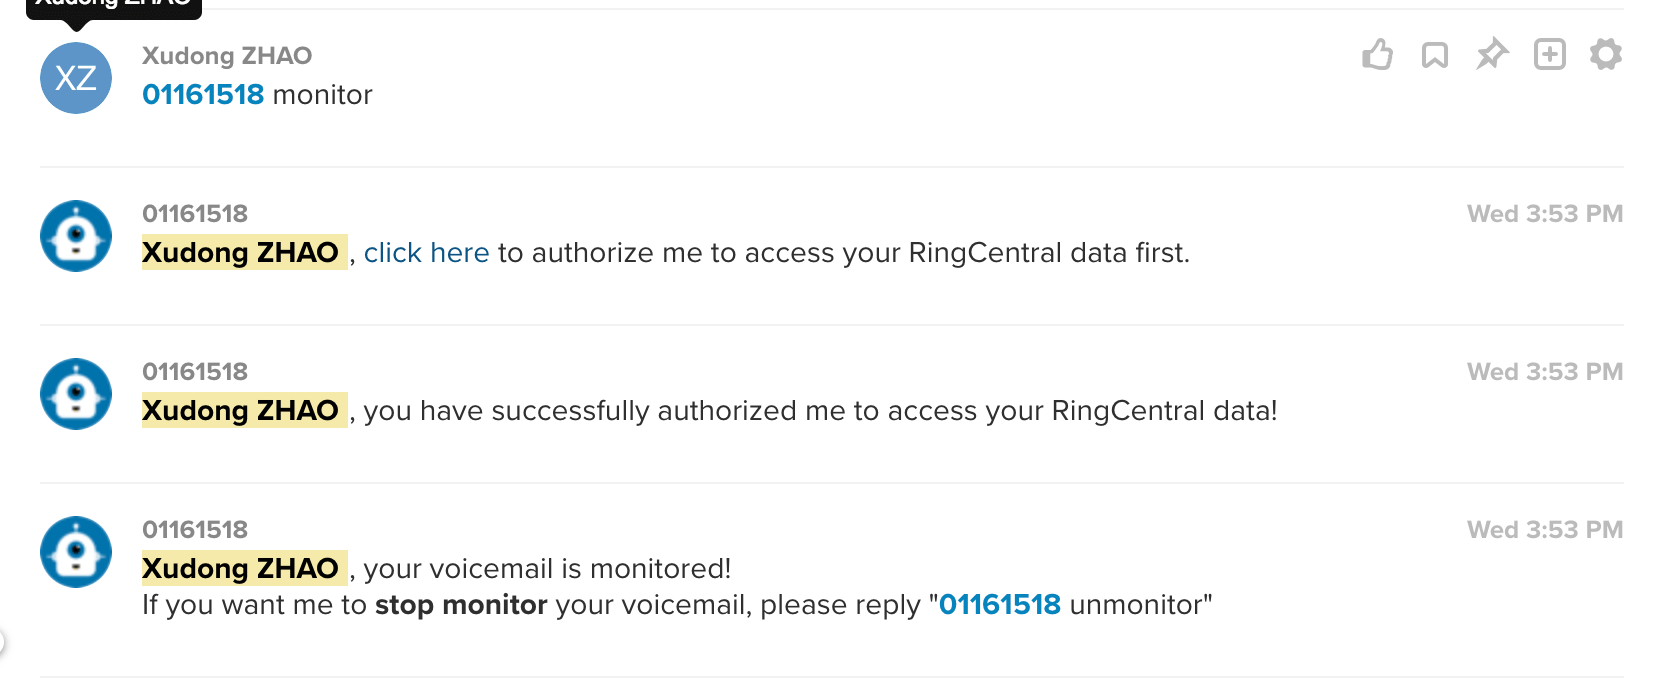 Xudong ZHAO
XZ
Xudong ZHAO
01161518 monitor
01161518
Wed 3:53 PM
Xudong ZHAO , click here to authorize me to access your RingCentral data first.
01161518
Wed 3:53 PM
Xudong ZHAO , you have successfully authorized me to access your RingCentral data!
01161518
Wed 3:53 PM
Xudong ZHAO , your voicemail is monitored!
If you want me to stop monitor your voicemail, please reply "01161518 unmonitor"